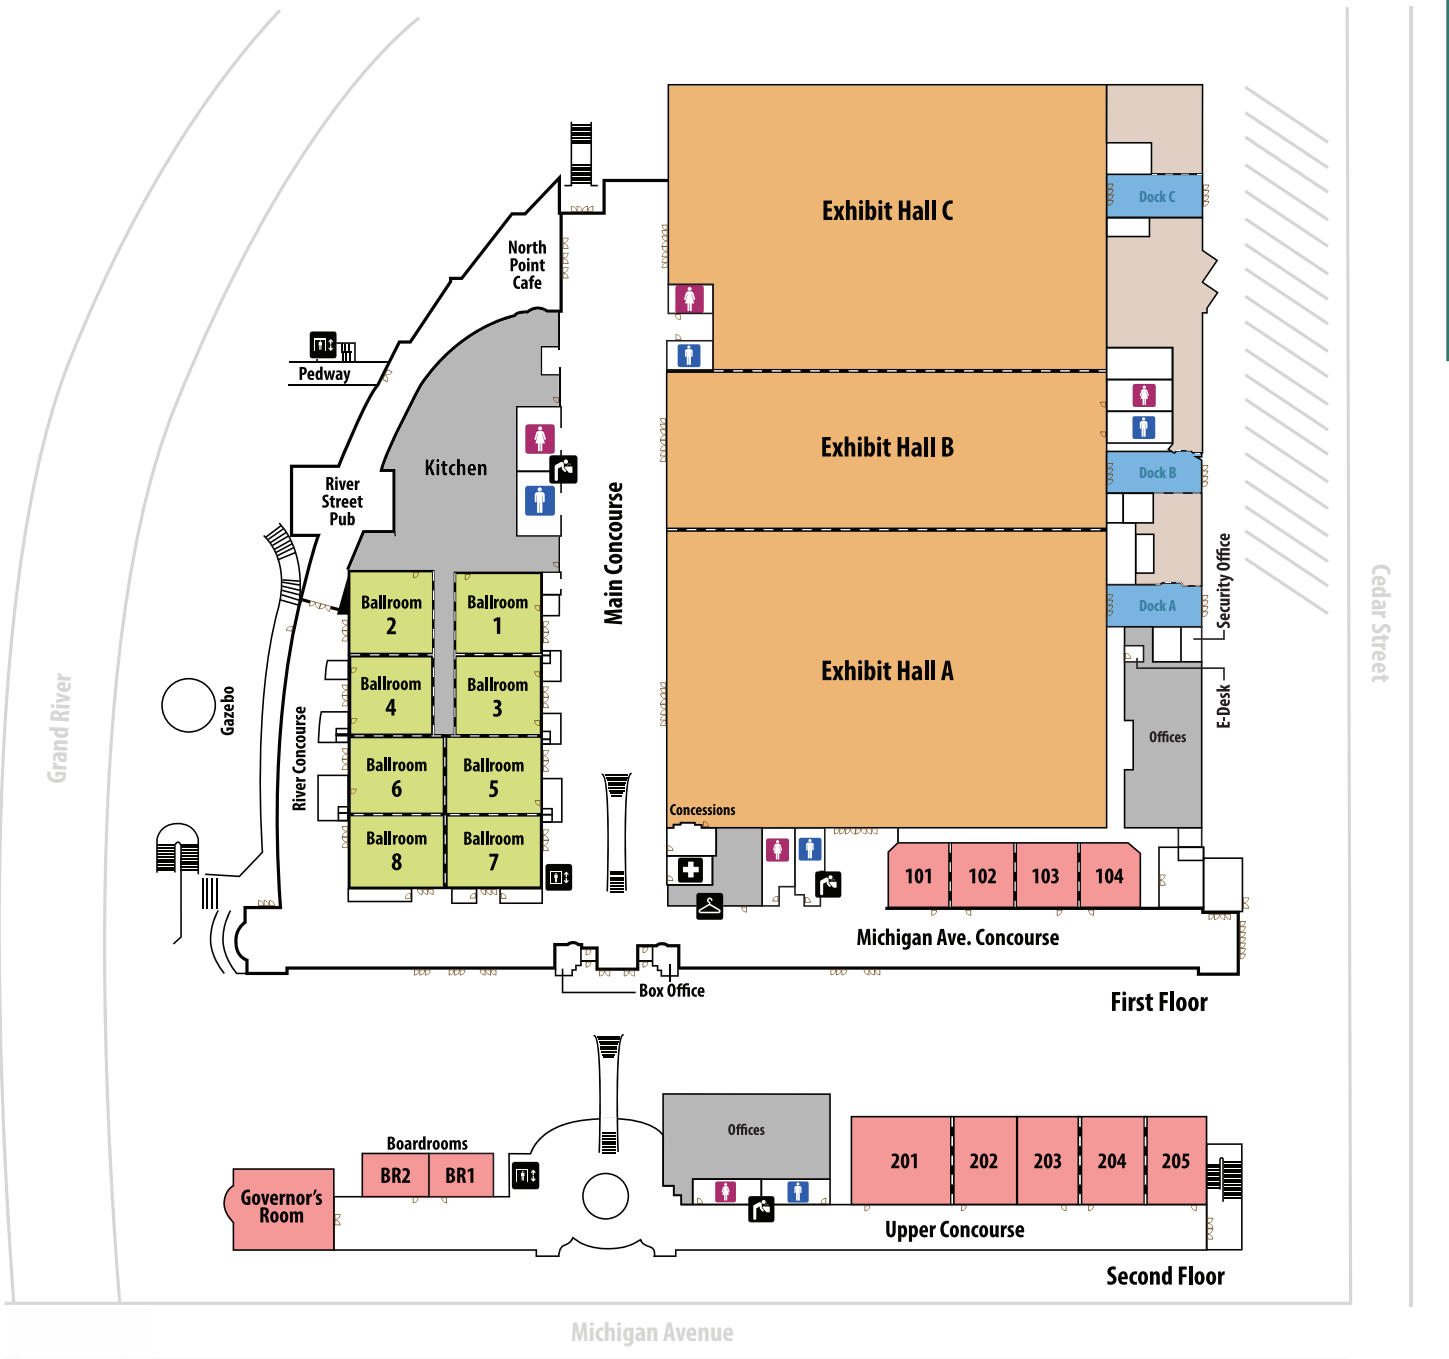 Exhibit Hall C
Dock C
North
Point
Cafe
Pedway
Exhibit Hall B
Kitchen
Dock B
River
Street
Pub
Main Concourse
Security Office
Cedar Street
Ballroom
2
Ballroom
1
Dock A
Exhibit Hall A
Ballroom
4
Ballroom
3
Grand River
Gazebo
E-Desk
River Concourse
Offices
Ballroom
6
Ballroom
5
Concessions
Ballroom
8
Ballroom
7
101
102
103
104
Michigan Ave. Concourse
Box Office
First Floor
Offices
Boardrooms
BR2
BR1
201
202
203
204
205
Governor's
Room
Upper Concourse
Second Floor
Michigan Avenue